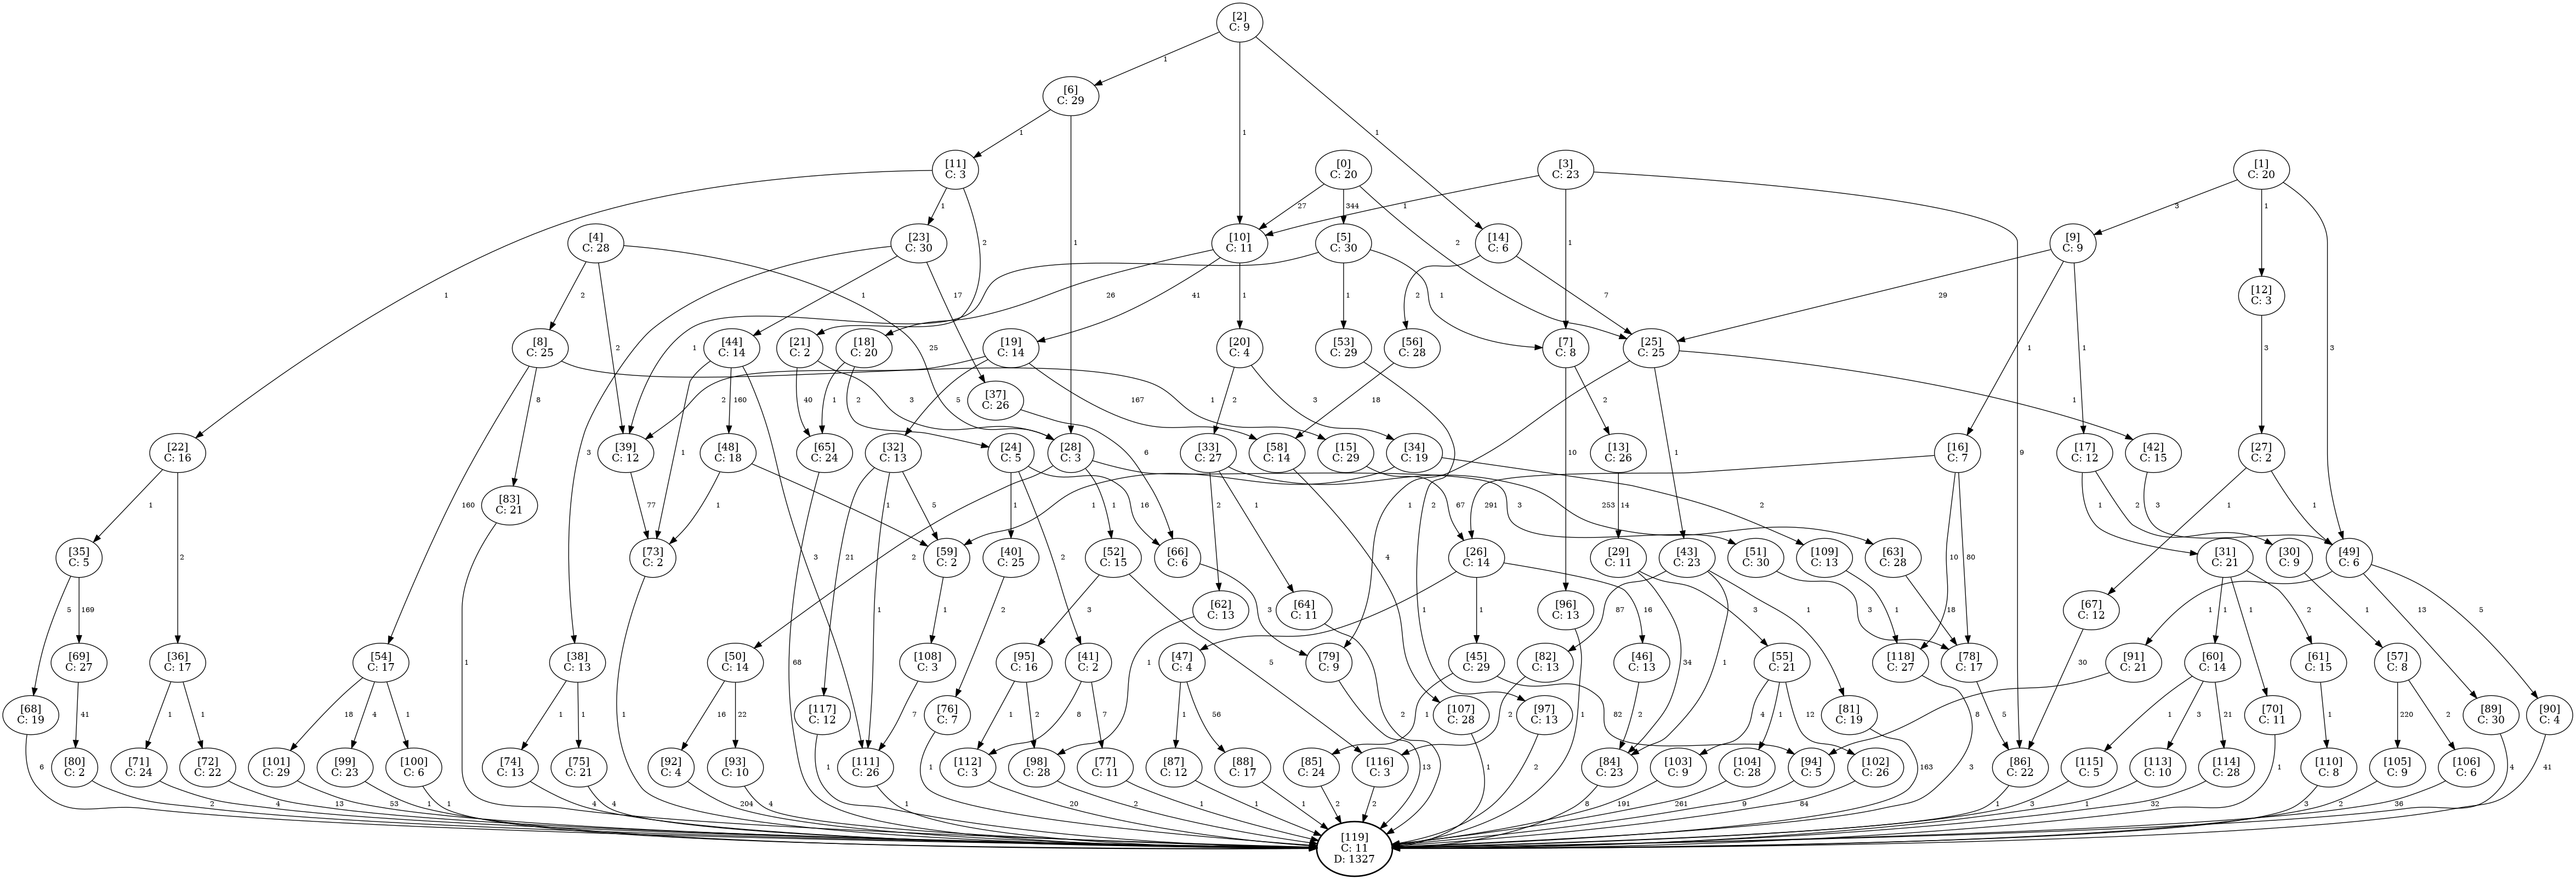 [2]
C: 9
1
[6]
C: 29
1
1
1
[11]
C: 3
[0]
C: 20
[3]
C: 23
[1]
C: 20
1
27
344
1
3
1
[4]
C: 28
[23]
C: 30
2
1
[10]
C: 11
[5]
C: 30
[14]
C: 6
2
1
[9]
C: 9
3
[12]
C: 3
1
2
1
17
26
41
1
1
2
7
29
[8]
C: 25
2
25
[44]
C: 14
[21]
C: 2
[18]
C: 20
1
[19]
C: 14
[20]
C: 4
[53]
C: 29
[56]
C: 28
[7]
C: 8
[25]
C: 25
1
1
3
8
160
40
1
2
3
[37]
C: 26
2
5
167
1
2
3
18
2
2
1
9
[22]
C: 16
3
[39]
C: 12
[48]
C: 18
[65]
C: 24
[32]
C: 13
[24]
C: 5
[28]
C: 3
6
[33]
C: 27
[58]
C: 14
[15]
C: 29
[34]
C: 19
10
[13]
C: 26
1
[16]
C: 7
[17]
C: 12
[42]
C: 15
[27]
C: 2
1
2
160
[83]
C: 21
77
1
1
1
5
1
16
1
1
67
291
3
253
2
1
2
14
10
80
1
2
3
1
1
[35]
C: 5
[73]
C: 2
3
21
1
[59]
C: 2
[40]
C: 25
2
2
[52]
C: 15
[66]
C: 6
2
1
4
[26]
C: 14
[29]
C: 11
[43]
C: 23
[51]
C: 30
[109]
C: 13
[63]
C: 28
[31]
C: 21
[30]
C: 9
[49]
C: 6
5
169
1
2
3
[62]
C: 13
3
[64]
C: 11
1
1
16
[96]
C: 13
3
87
1
3
1
18
1
1
2
[67]
C: 12
1
1
13
5
[69]
C: 27
[36]
C: 17
[54]
C: 17
[38]
C: 13
[50]
C: 14
[108]
C: 3
[95]
C: 16
[41]
C: 2
1
5
[47]
C: 4
[79]
C: 9
[45]
C: 29
[82]
C: 13
[46]
C: 13
34
[55]
C: 21
1
[118]
C: 27
[78]
C: 17
[60]
C: 14
[61]
C: 15
30
[91]
C: 21
[57]
C: 8
[68]
C: 19
41
1
1
18
4
1
1
1
1
16
22
68
[117]
C: 12
7
[76]
C: 7
1
2
8
7
1
56
2
[107]
C: 28
1
[97]
C: 13
82
2
2
1
4
1
12
[81]
C: 19
5
1
3
21
[70]
C: 11
1
8
220
2
[89]
C: 30
[90]
C: 4
6
[80]
C: 2
[71]
C: 24
[72]
C: 22
[101]
C: 29
[99]
C: 23
[100]
C: 6
[74]
C: 13
[75]
C: 21
1
[92]
C: 4
[93]
C: 10
1
[111]
C: 26
1
[112]
C: 3
[98]
C: 28
[77]
C: 11
[87]
C: 12
[88]
C: 17
[85]
C: 24
13
[116]
C: 3
1
2
[84]
C: 23
[103]
C: 9
[104]
C: 28
[94]
C: 5
[102]
C: 26
163
3
[86]
C: 22
[115]
C: 5
[113]
C: 10
[114]
C: 28
1
[110]
C: 8
[105]
C: 9
[106]
C: 6
4
41
2
4
13
53
1
1
4
4
204
4
1
20
2
1
1
1
2
2
8
191
261
9
84
1
3
1
32
3
2
36
[119]
C: 11
D: 1327